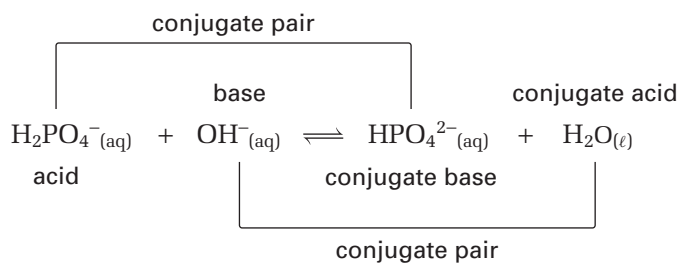 conjugate pair
base conjugate acid
H₂PO₄⁻(aq) + OH⁻(aq) ⇌ HPO₄²⁻(aq) + H₂O(ℓ)
acid conjugate base
conjugate pair